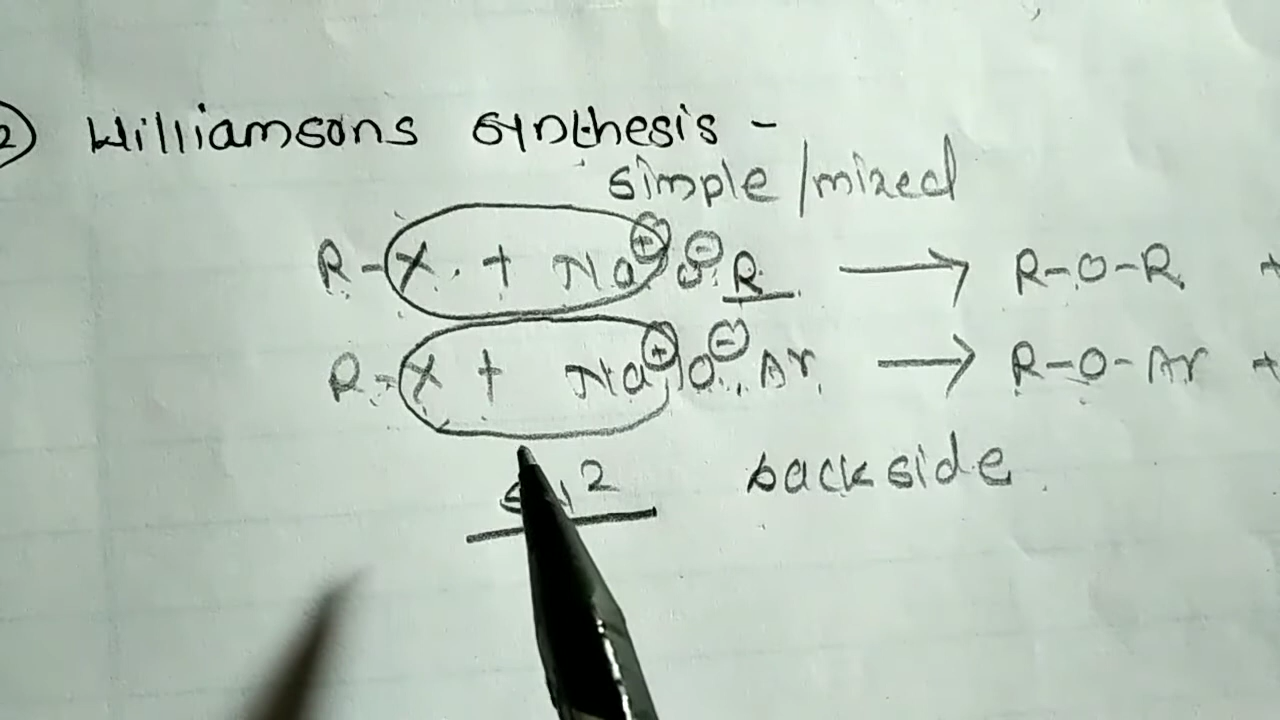 2) Williamsons synthesis -
simple/mixed
R-X + Na⊕ O⊖ R → R-O-R +
R-X + Na⊕ O⊖ Ar → R-O-Ar +
backside